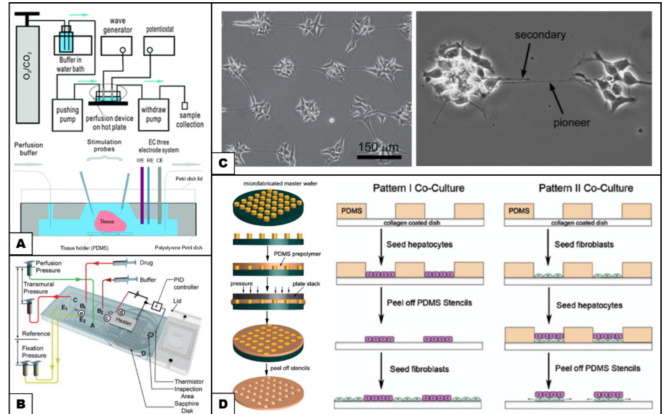 wave
generator
potentiostat
O₂/CO₂
Buffer in
water bath
pushing
pump
perfusion device
on hot plate
withdraw
pump
sample
collection
Perfusion
buffer
Stimulation
probes
EC three
electrode system
WE RE CE
Petri dish lid
Tissue
Tissue holder (PDMS)
Polystyrene Petri dish
A
Perfusion
Pressure
Transmural
Pressure
Reference
Fixation
Pressure
Drug
Buffer
PID
controller
Lid
Heater
Thermistor
Inspection
Area
Sapphire
Disk
B
150 µm
secondary
pioneer
C
microfabricated master wafer
PDMS prepolymer
pressure
plate stack
peel off stencils
Pattern I Co-Culture
PDMS
collagen coated dish
Seed hepatocytes
Peel off PDMS Stencils
Seed fibroblasts
Pattern II Co-Culture
PDMS
collagen coated dish
Seed fibroblasts
Seed hepatocytes
Peel off PDMS Stencils
D